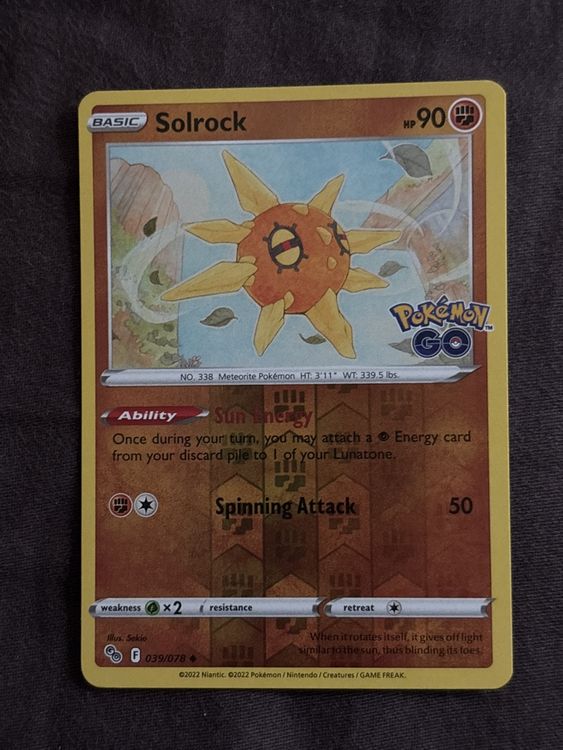 BASIC Solrock HP 90
Pokémon TM
GO
NO. 338 Meteorite Pokémon HT: 3'11" WT: 339.5 lbs.
Ability Sun Energy
Once during your turn, you may attach a Energy card
from your discard pile to 1 of your Lunatone.
Spinning Attack 50
weakness ×2 resistance retreat
Illus. Sekio
When it rotates itself, it gives off light
similar to the sun, thus blinding its foes.
F 039/078
©2022 Niantic. ©2022 Pokémon / Nintendo / Creatures / GAME FREAK.